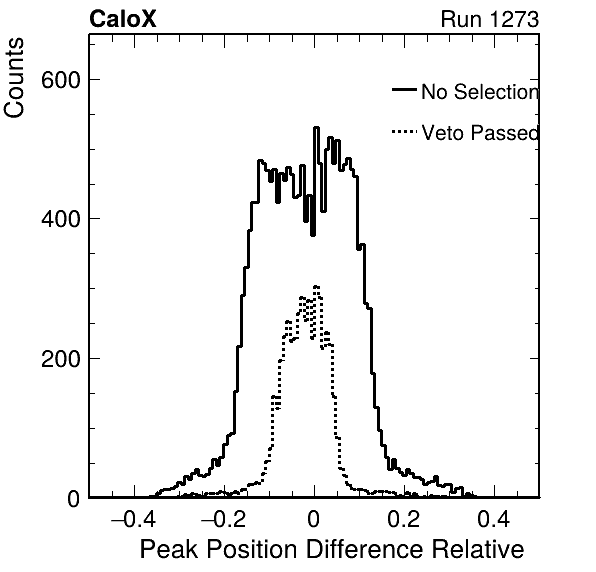 CaloX Run 1273
Counts
600
400
200
0
No Selection
Veto Passed
−0.4 −0.2 0 0.2 0.4
Peak Position Difference Relative